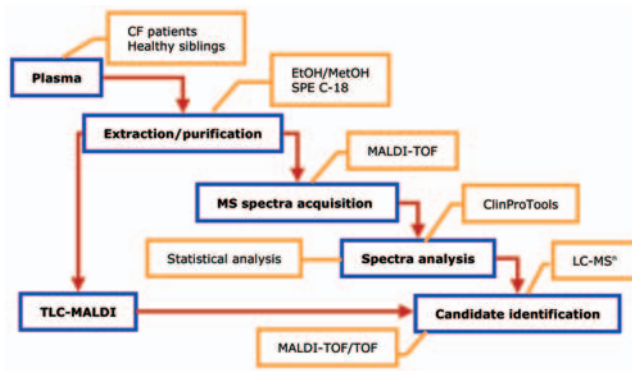 CF patients
Healthy siblings
Plasma
EtOH/MetOH
SPE C-18
Extraction/purification
MALDI-TOF
MS spectra acquisition
ClinProTools
Statistical analysis
Spectra analysis
LC-MSⁿ
TLC-MALDI
Candidate identification
MALDI-TOF/TOF